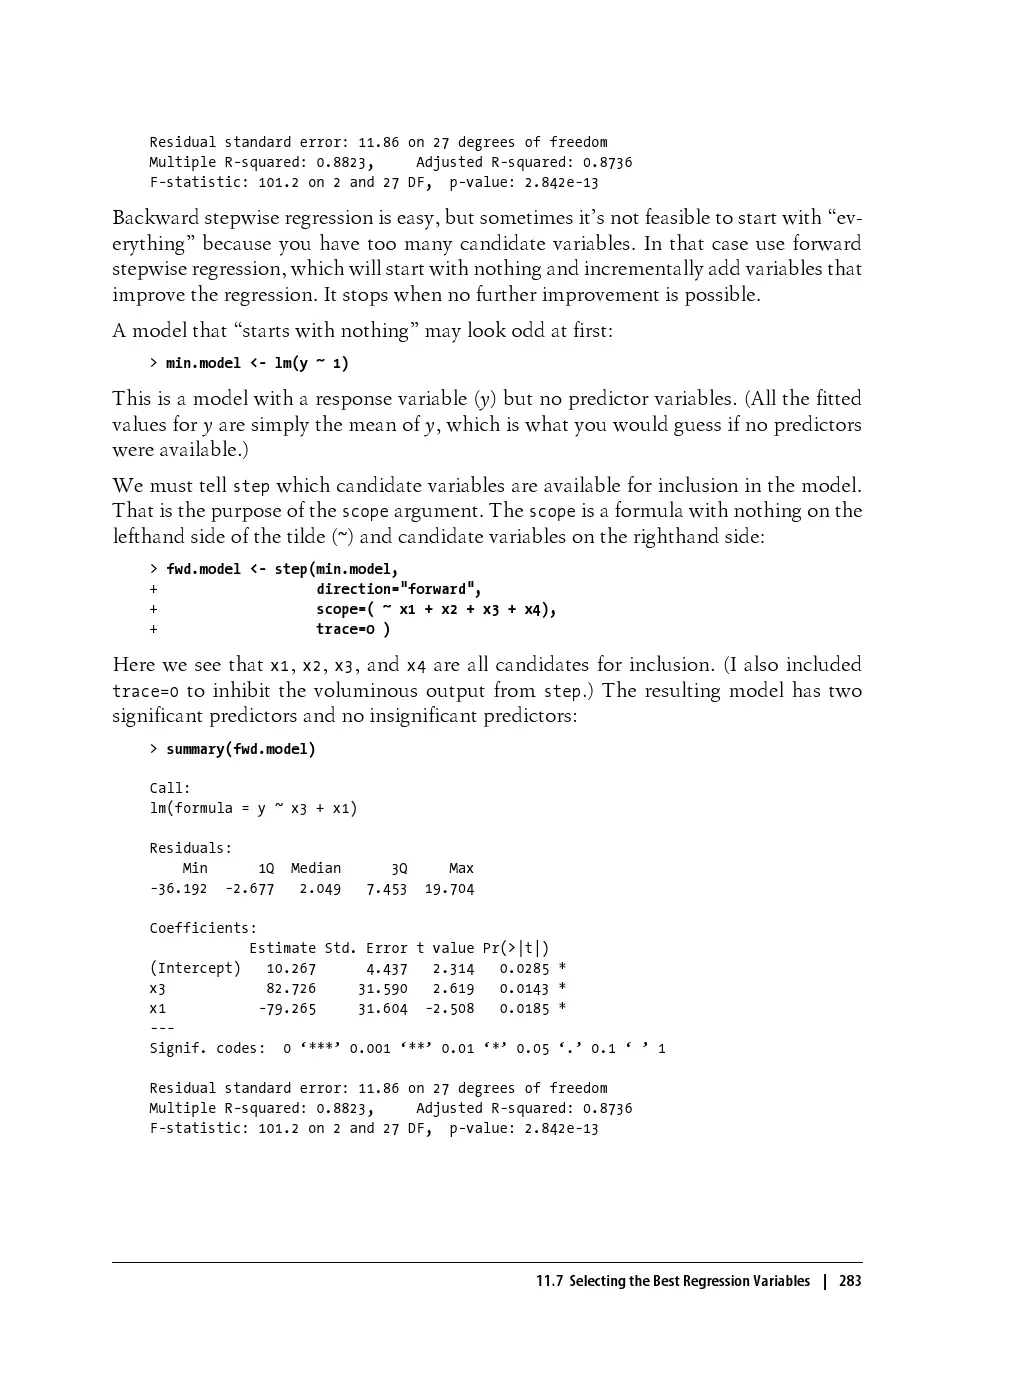 Residual standard error: 11.86 on 27 degrees of freedom
Multiple R-squared: 0.8823,     Adjusted R-squared: 0.8736
F-statistic: 101.2 on 2 and 27 DF,  p-value: 2.842e-13
Backward stepwise regression is easy, but sometimes it’s not feasible to start with “ev-
erything” because you have too many candidate variables. In that case use forward
stepwise regression, which will start with nothing and incrementally add variables that
improve the regression. It stops when no further improvement is possible.
A model that “starts with nothing” may look odd at first:
> min.model <- lm(y ~ 1)
This is a model with a response variable (y) but no predictor variables. (All the fitted
values for y are simply the mean of y, which is what you would guess if no predictors
were available.)
We must tell step which candidate variables are available for inclusion in the model.
That is the purpose of the scope argument. The scope is a formula with nothing on the
lefthand side of the tilde (~) and candidate variables on the righthand side:
> fwd.model <- step(min.model,
+                   direction="forward",
+                   scope=( ~ x1 + x2 + x3 + x4),
+                   trace=0 )
Here we see that x1, x2, x3, and x4 are all candidates for inclusion. (I also included
trace=0 to inhibit the voluminous output from step.) The resulting model has two
significant predictors and no insignificant predictors:
> summary(fwd.model)
Call:
lm(formula = y ~ x3 + x1)
Residuals:
    Min      1Q  Median      3Q     Max
-36.192  -2.677   2.049   7.453  19.704
Coefficients:
            Estimate Std. Error t value Pr(>|t|)
(Intercept)   10.267      4.437   2.314   0.0285 *
x3            82.726     31.590   2.619   0.0143 *
x1           -79.265     31.604  -2.508   0.0185 *
---
Signif. codes:  0 ‘***’ 0.001 ‘**’ 0.01 ‘*’ 0.05 ‘.’ 0.1 ‘ ’ 1
Residual standard error: 11.86 on 27 degrees of freedom
Multiple R-squared: 0.8823,     Adjusted R-squared: 0.8736
F-statistic: 101.2 on 2 and 27 DF,  p-value: 2.842e-13
11.7 Selecting the Best Regression Variables | 283